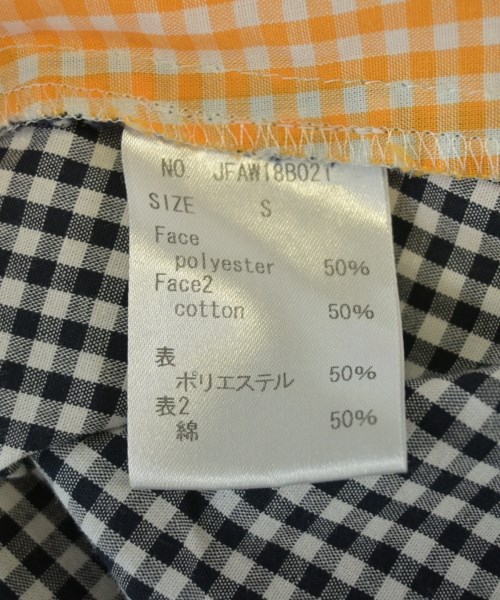 NO. JFAW18B021
SIZE S
Face
polyester 50%
Face2
cotton 50%
表
ポリエステル 50%
表2
綿 50%